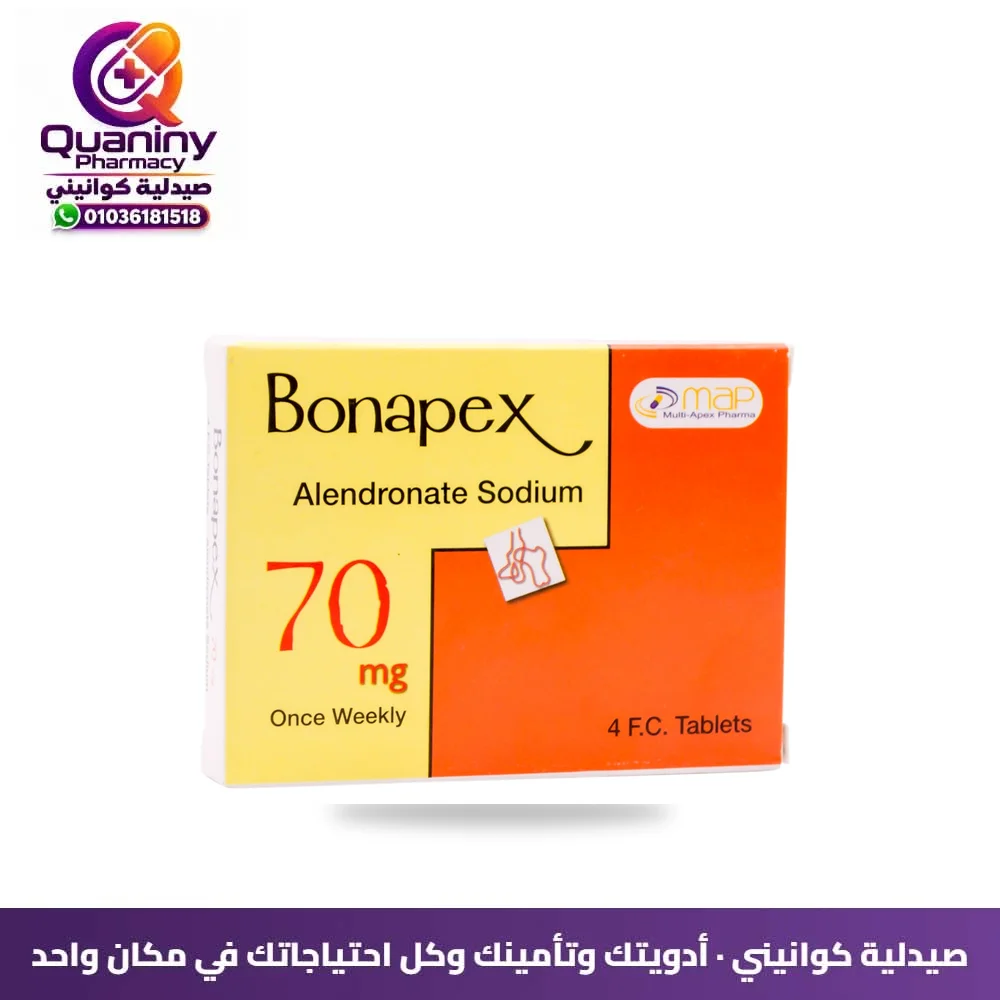 Quaniny
Pharmacy
صيدلية كوانيني
01036181518
Bonapex
Alendronate Sodium
70
mg
Once Weekly
map
Multi-Apex Pharma
4 F.C. Tablets
Bonapex
صيدلية كوانيني · أدويتك وتأمينك وكل احتياجاتك في مكان واحد